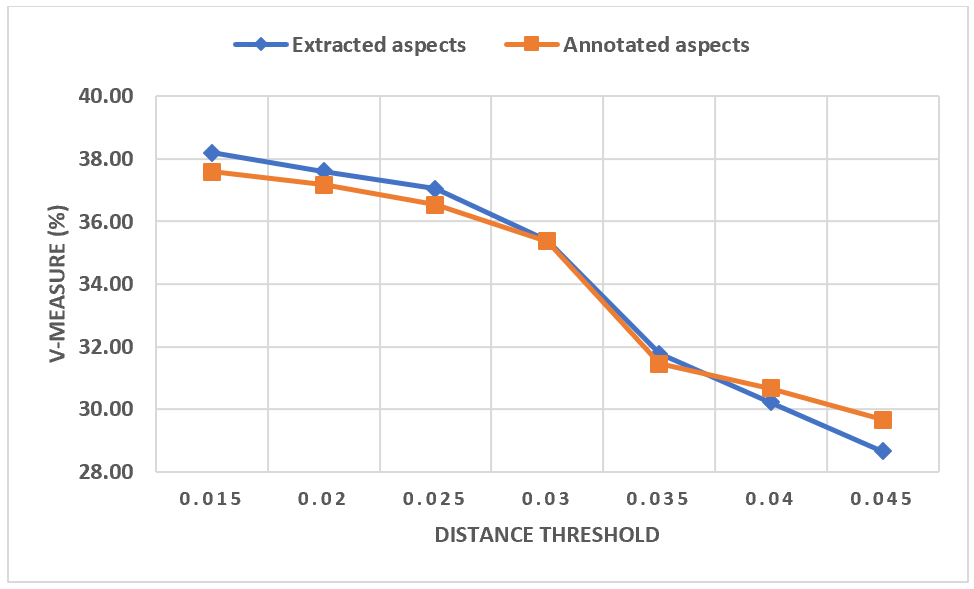 Extracted aspects Annotated aspects
40.00
38.00
36.00
34.00
32.00
30.00
28.00
V-MEASURE (%)
0.015 0.02 0.025 0.03 0.035 0.04 0.045
DISTANCE THRESHOLD